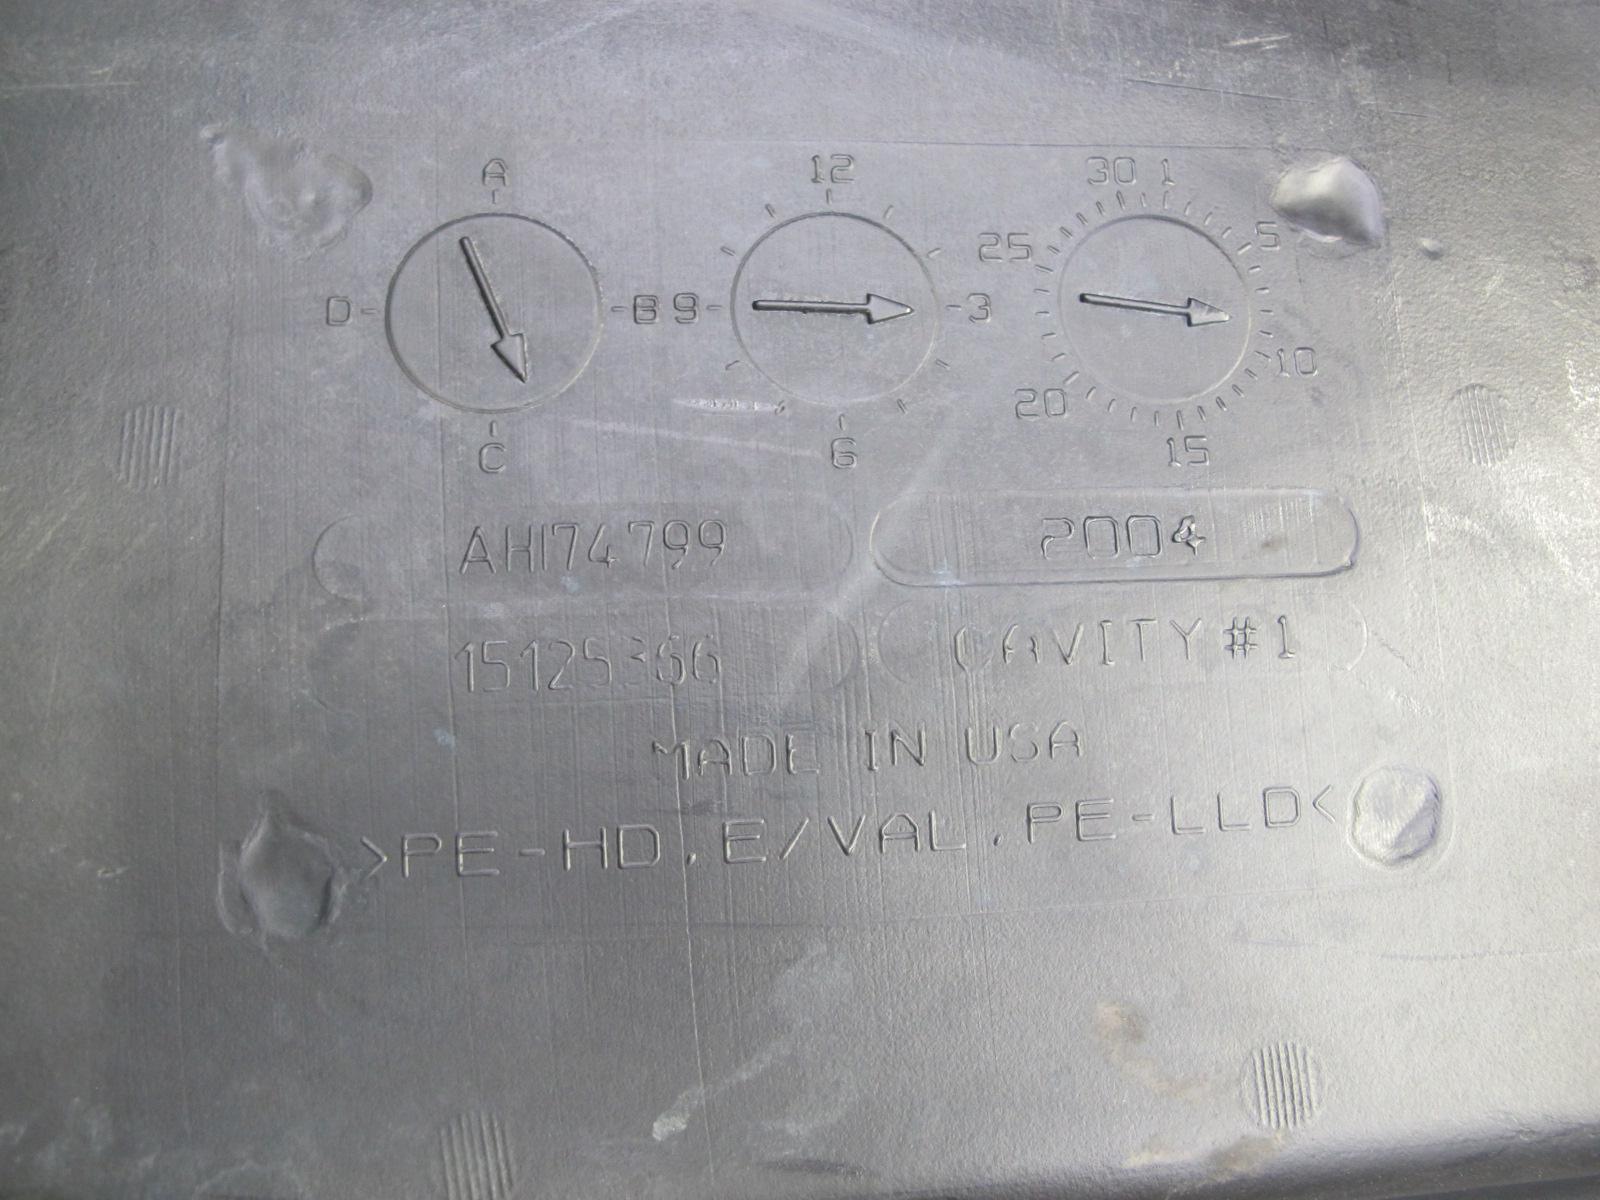 A
D B
C
12
9 3
6
30 1
25 5
20 10
15
AH174799
2004
15125366
CAVITY #1
MADE IN USA
>PE-HD.E/VAL.PE-LLD<